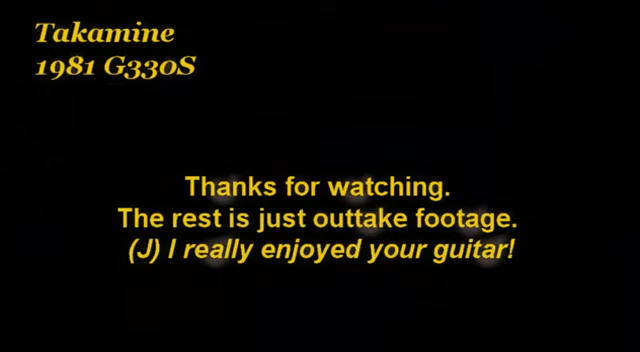 Takamine
1981 G330S
Thanks for watching.
The rest is just outtake footage.
(J) I really enjoyed your guitar!